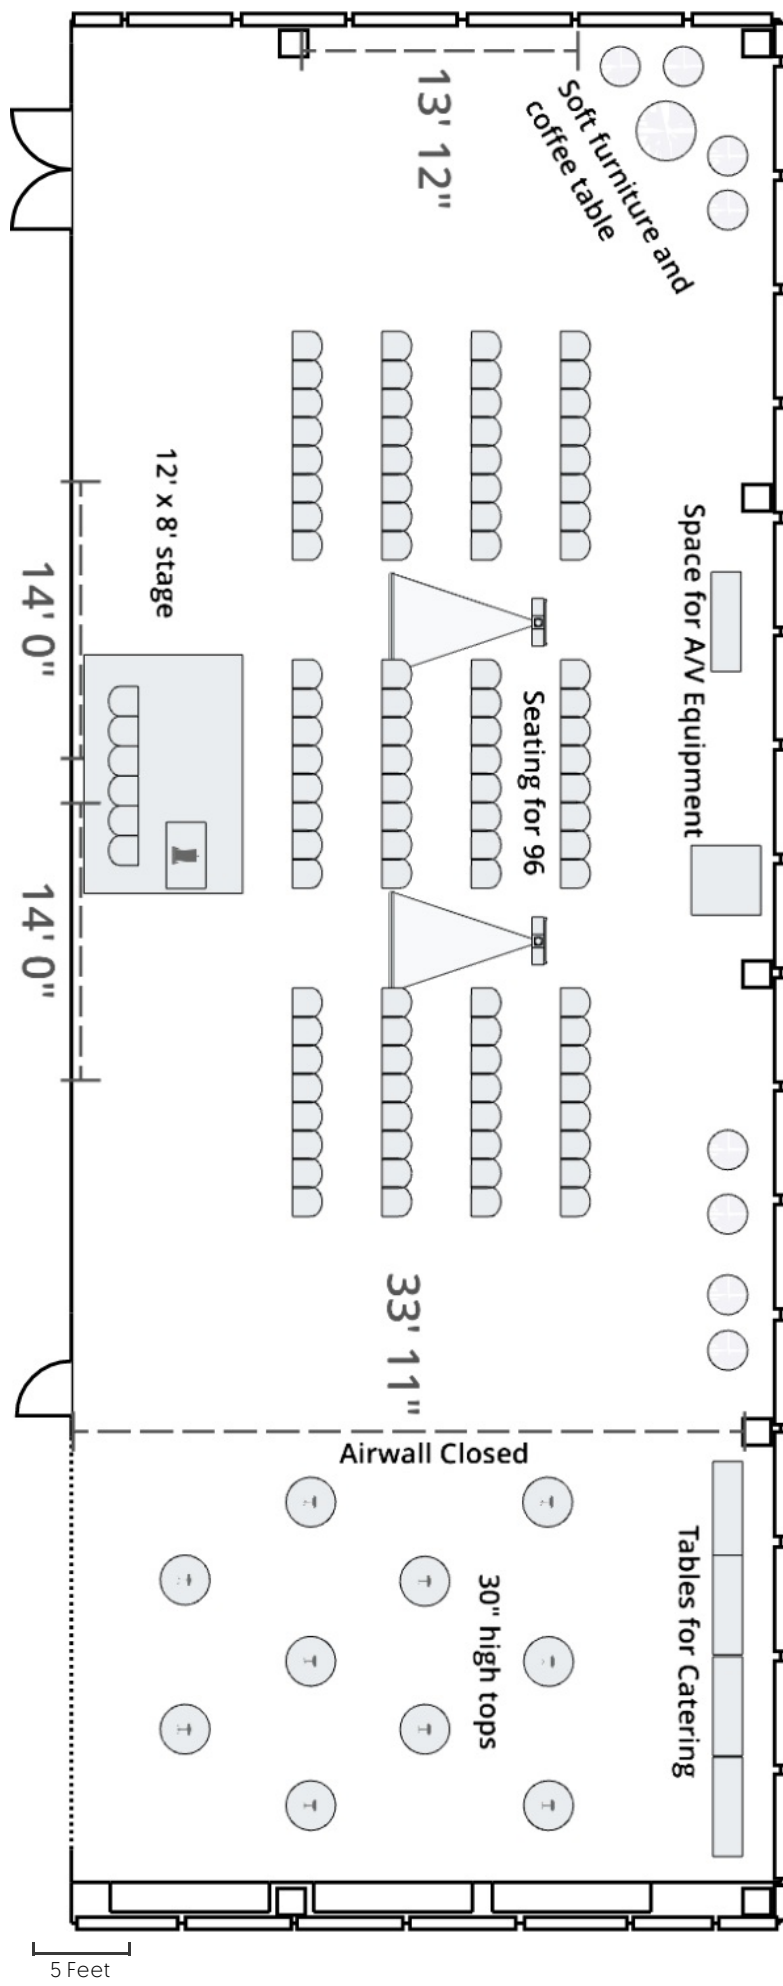 13' 12"
Soft furniture and
coffee table
12' x 8' stage
14' 0"
Space for A/V Equipment
Seating for 96
14' 0"
33' 11"
Airwall Closed
30" high tops
Tables for Catering
5 Feet